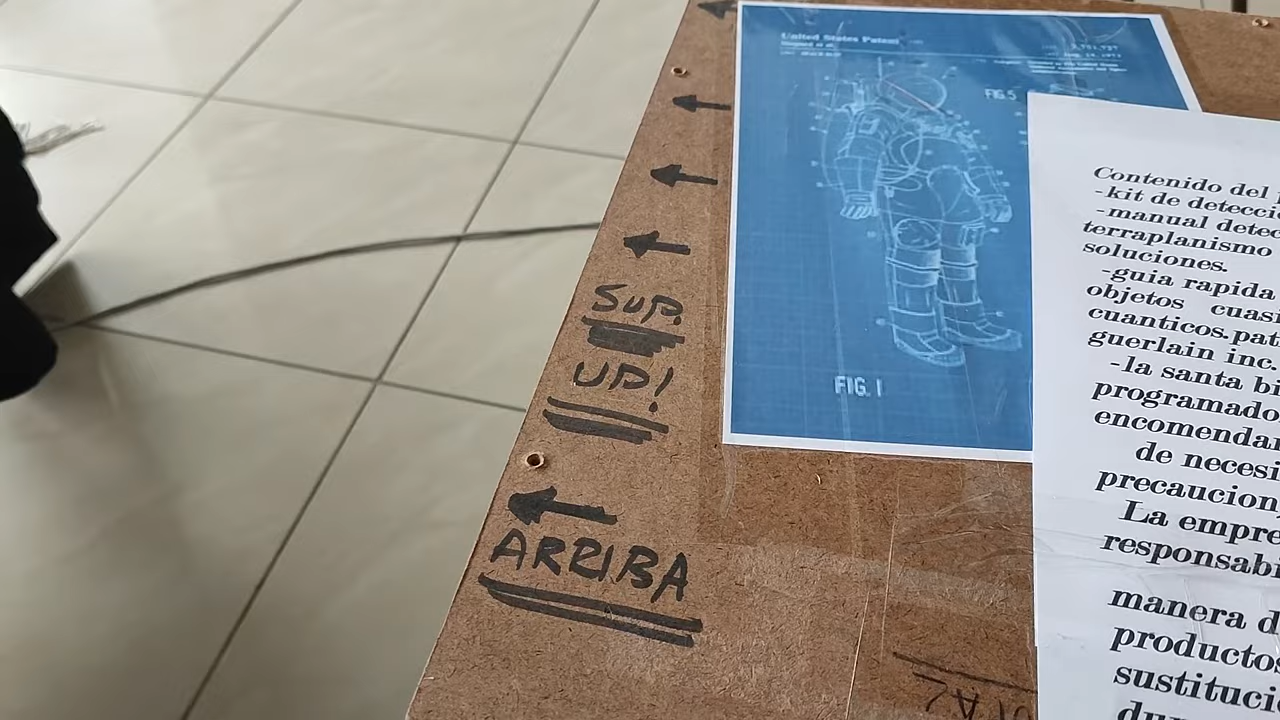 United States Patent
FIG. 5
FIG. 1
SUP.
UP!
ARRIBA
Contenido del
-kit de detecci
-manual detec
terraplanismo
soluciones.
-guia rapida
objetos cuasi
cuanticos.pat
guerlain inc.
-la santa bi
programado
encomendar
de necesi
precaucion,
La empre
responsabi
manera d
productos
sustituci